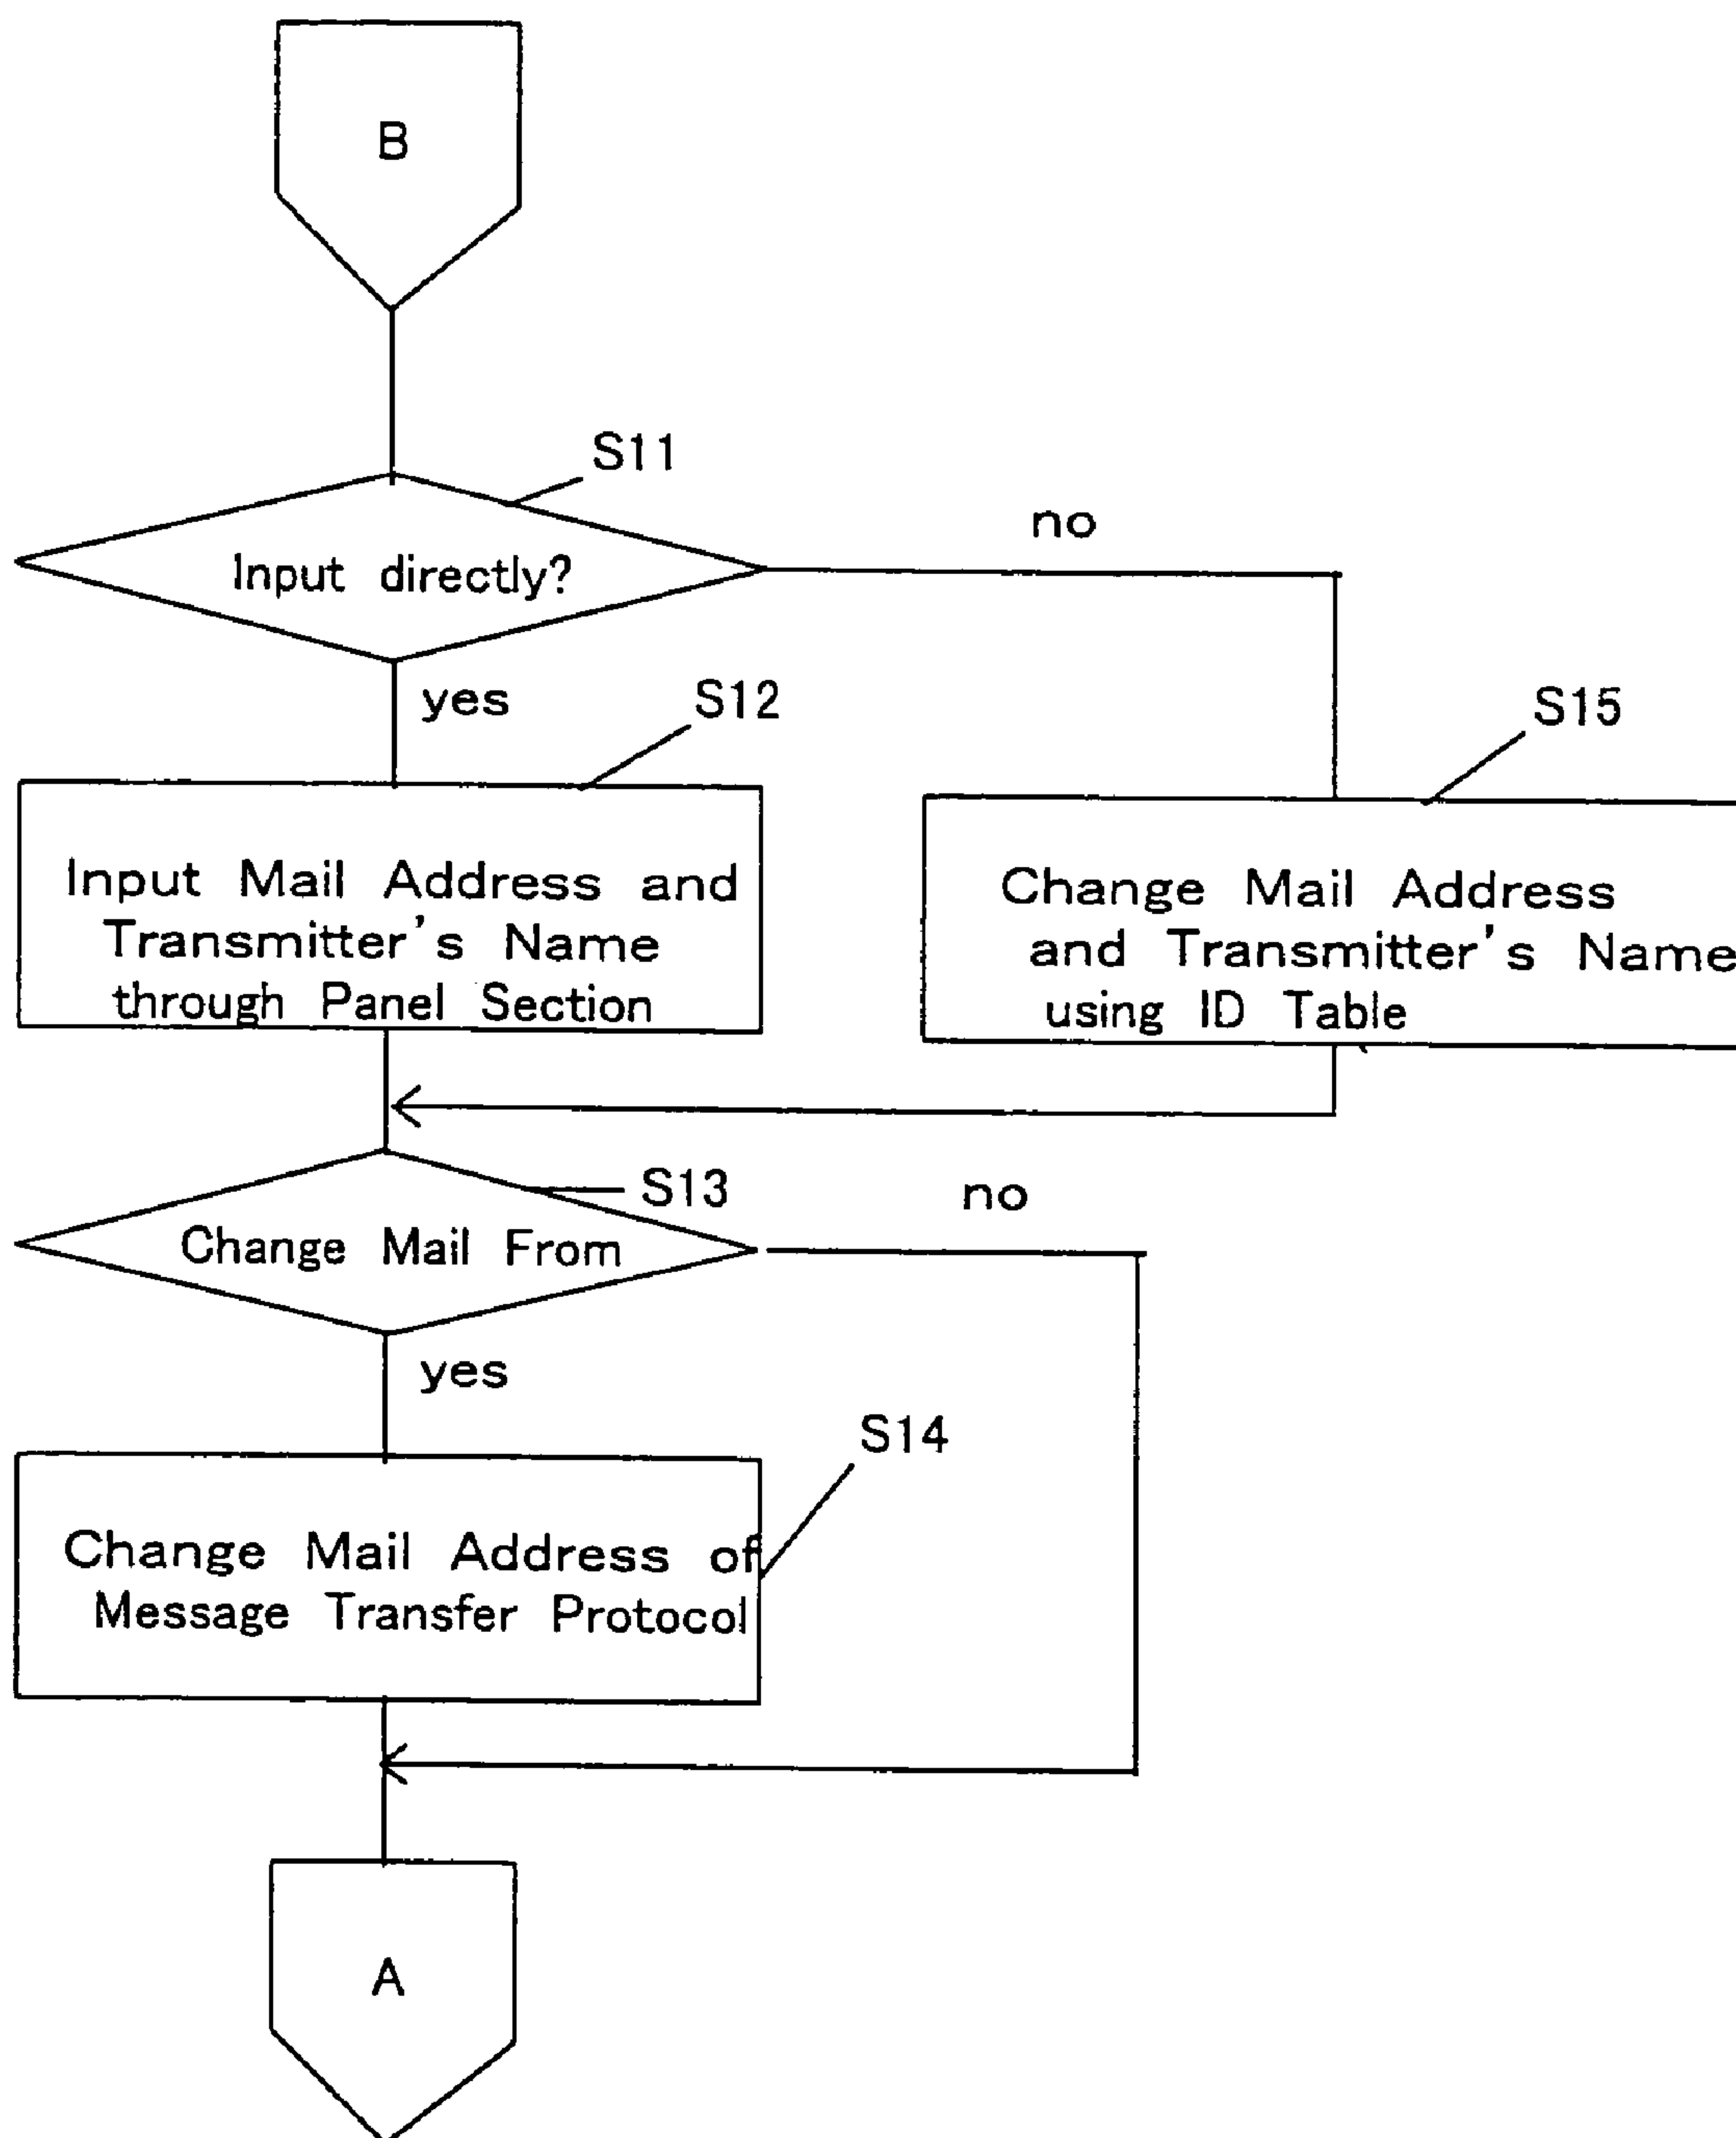 B
S11
no
Input directly?
yes
S12
S15
Input Mail Address and
Transmitter's Name
through Panel Section
Change Mail Address
and Transmitter's Name
using ID Table
S13
no
Change Mail From
yes
S14
Change Mail Address of
Message Transfer Protocol
A